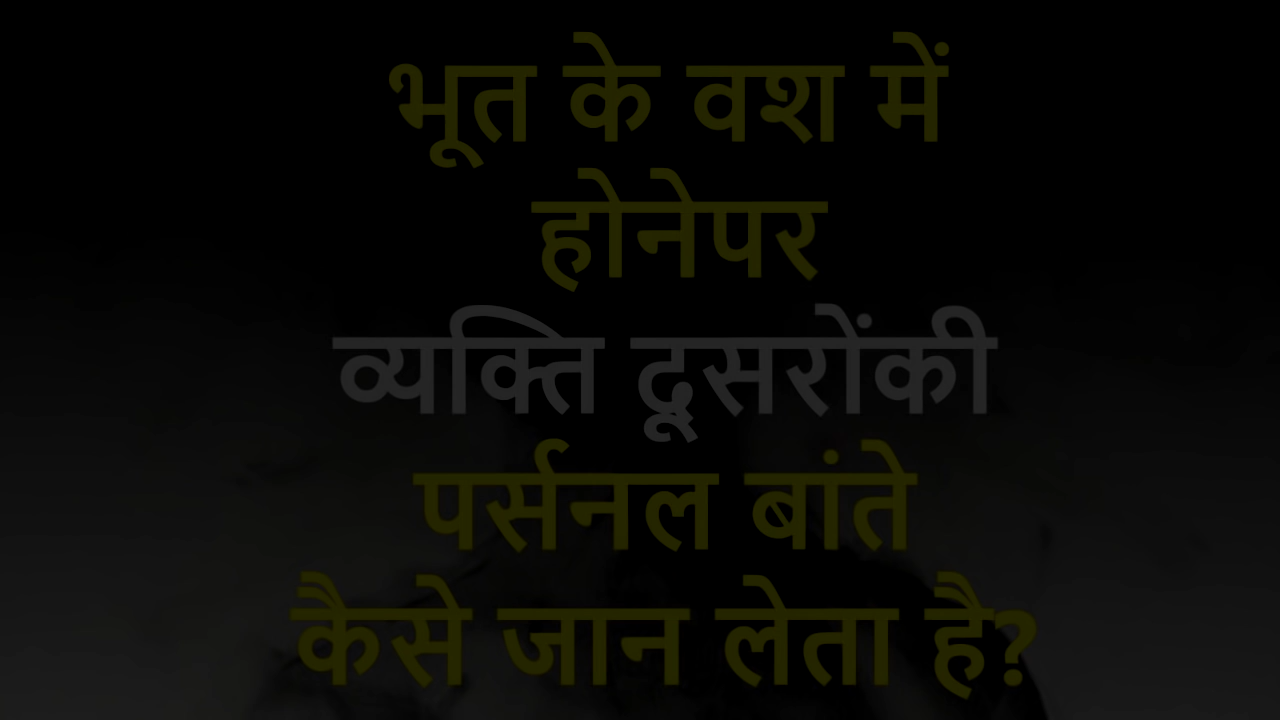 भूत के वश में
होनेपर
व्यक्ति दूसरोंकी
पर्सनल बांते
कैसे जान लेता है?